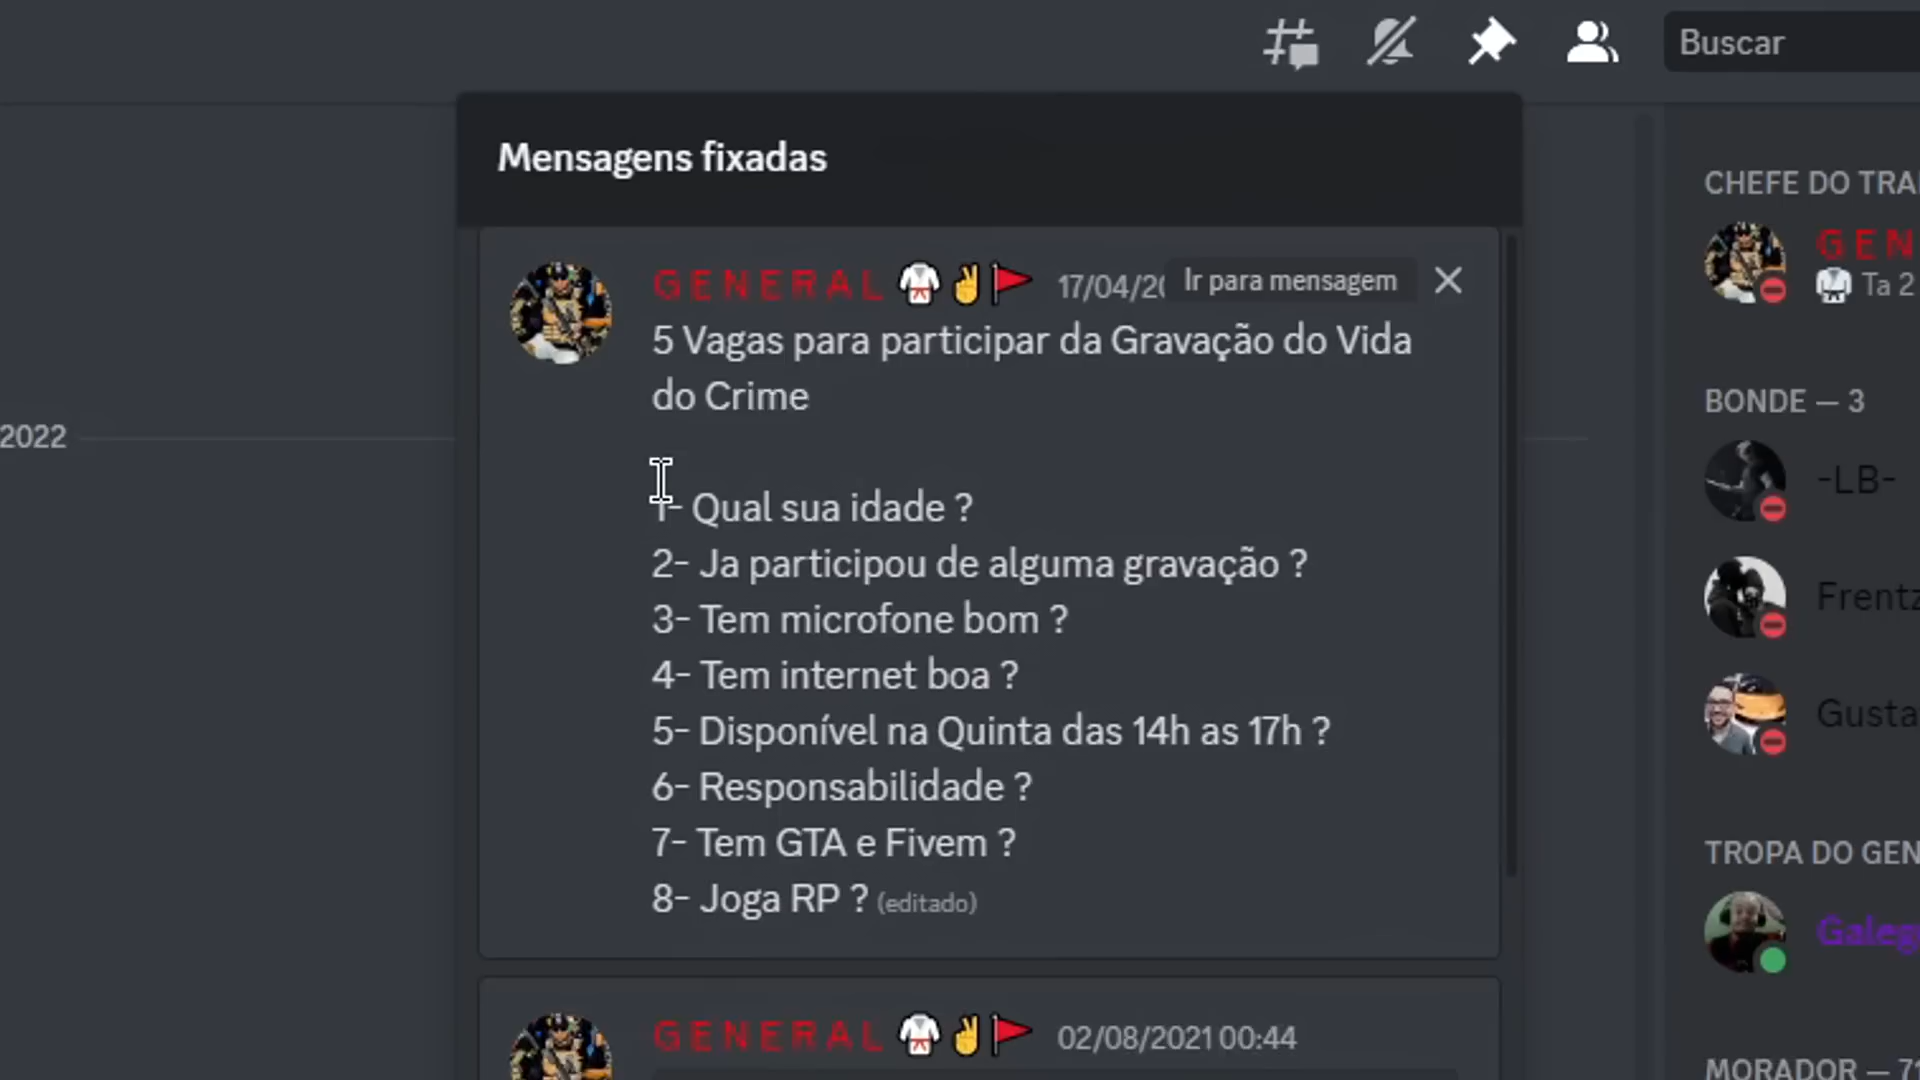 Buscar
Mensagens fixadas
CHEFE DO
GENERAL 17/04/20 Ir para mensagem
GEN
Ta 2
5 Vagas para participar da Gravação do Vida
do Crime
BONDE — 3
2022
-LB-
1- Qual sua idade ?
2- Ja participou de alguma gravação ?
Frentz
3- Tem microfone bom ?
4- Tem internet boa ?
Gusta
5- Disponível na Quinta das 14h as 17h ?
6- Responsabilidade ?
7- Tem GTA e Fivem ?
TROPA DO GEN
8- Joga RP ? (editado)
Galeg
GENERAL 02/08/2021 00:44
MORADOR — 71